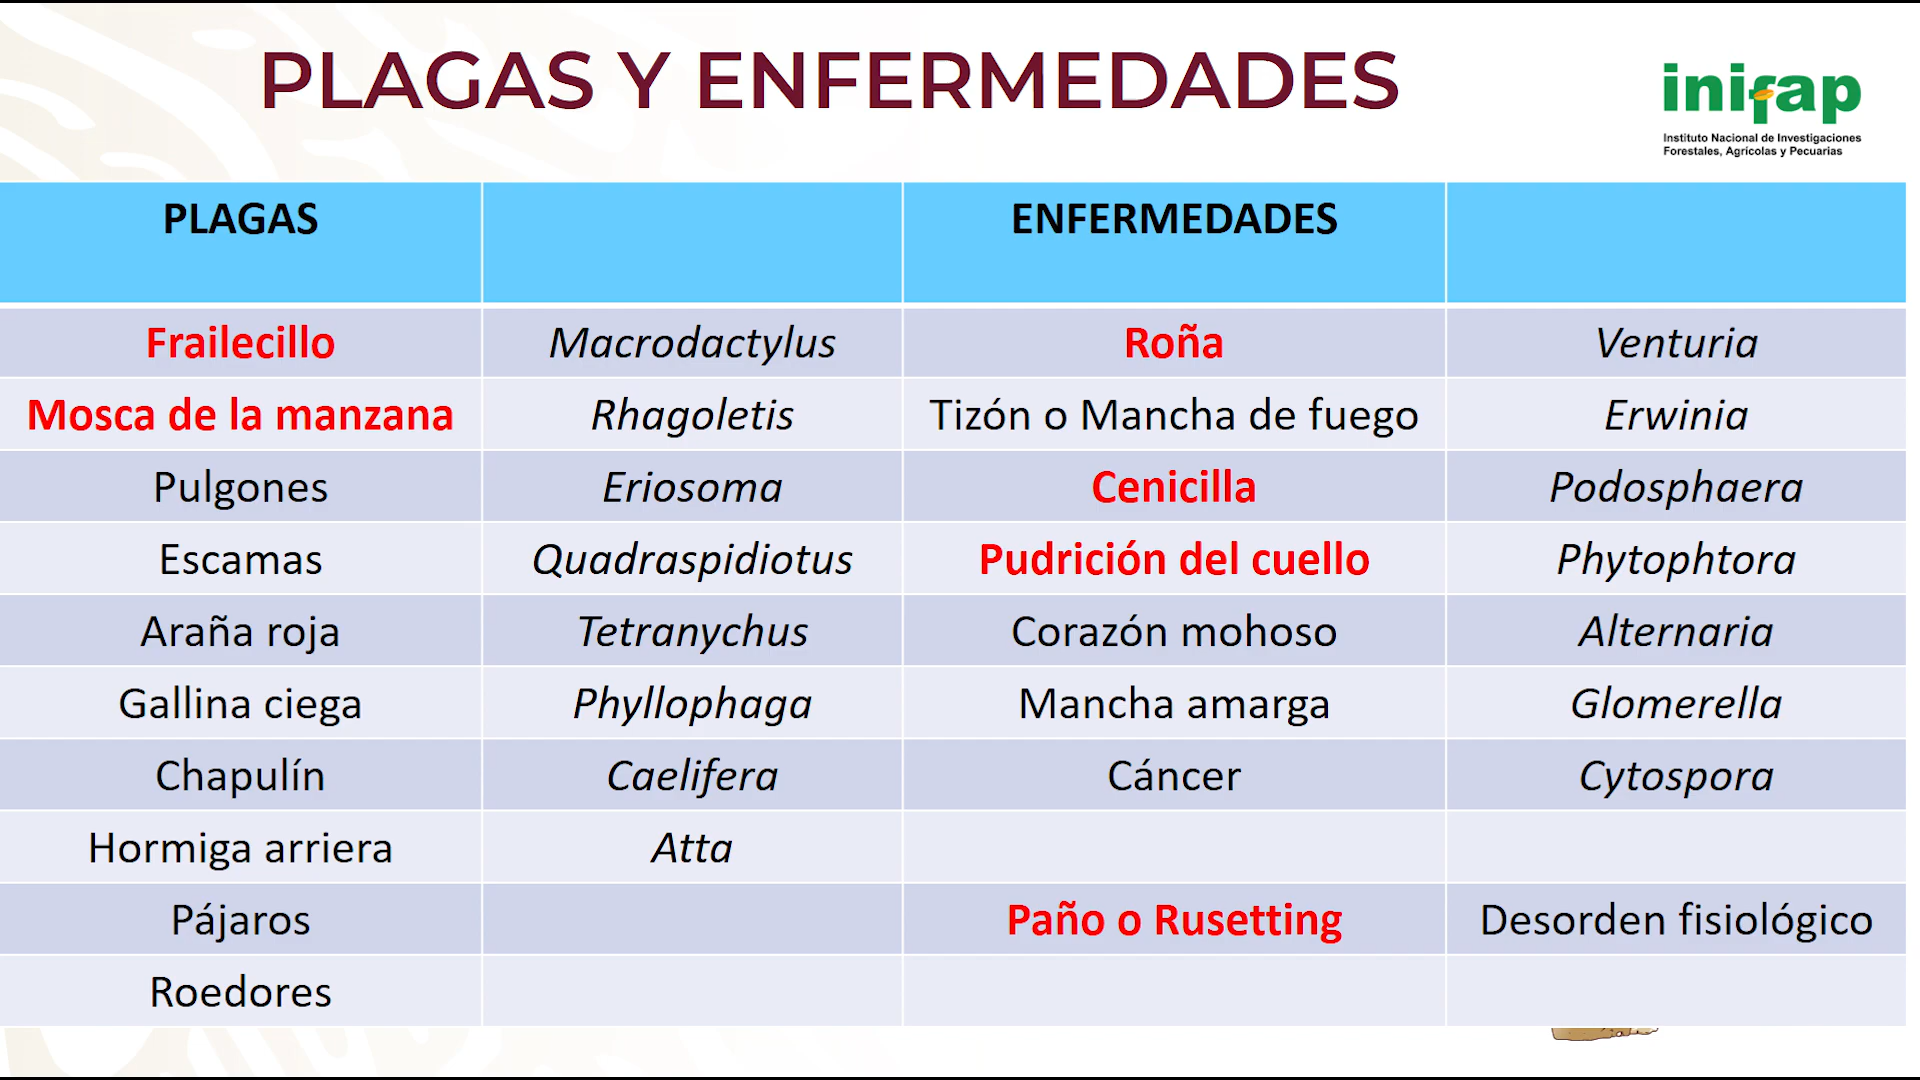 PLAGAS Y ENFERMEDADES
inifap
Instituto Nacional de Investigaciones
Forestales, Agrícolas y Pecuarias
PLAGAS ENFERMEDADES
Frailecillo Macrodactylus Roña Venturia
Mosca de la manzana Rhagoletis Tizón o Mancha de fuego Erwinia
Pulgones Eriosoma Cenicilla Podosphaera
Escamas Quadraspidiotus Pudrición del cuello Phytophtora
Araña roja Tetranychus Corazón mohoso Alternaria
Gallina ciega Phyllophaga Mancha amarga Glomerella
Chapulín Caelifera Cáncer Cytospora
Hormiga arriera Atta
Pájaros Paño o Rusetting Desorden fisiológico
Roedores